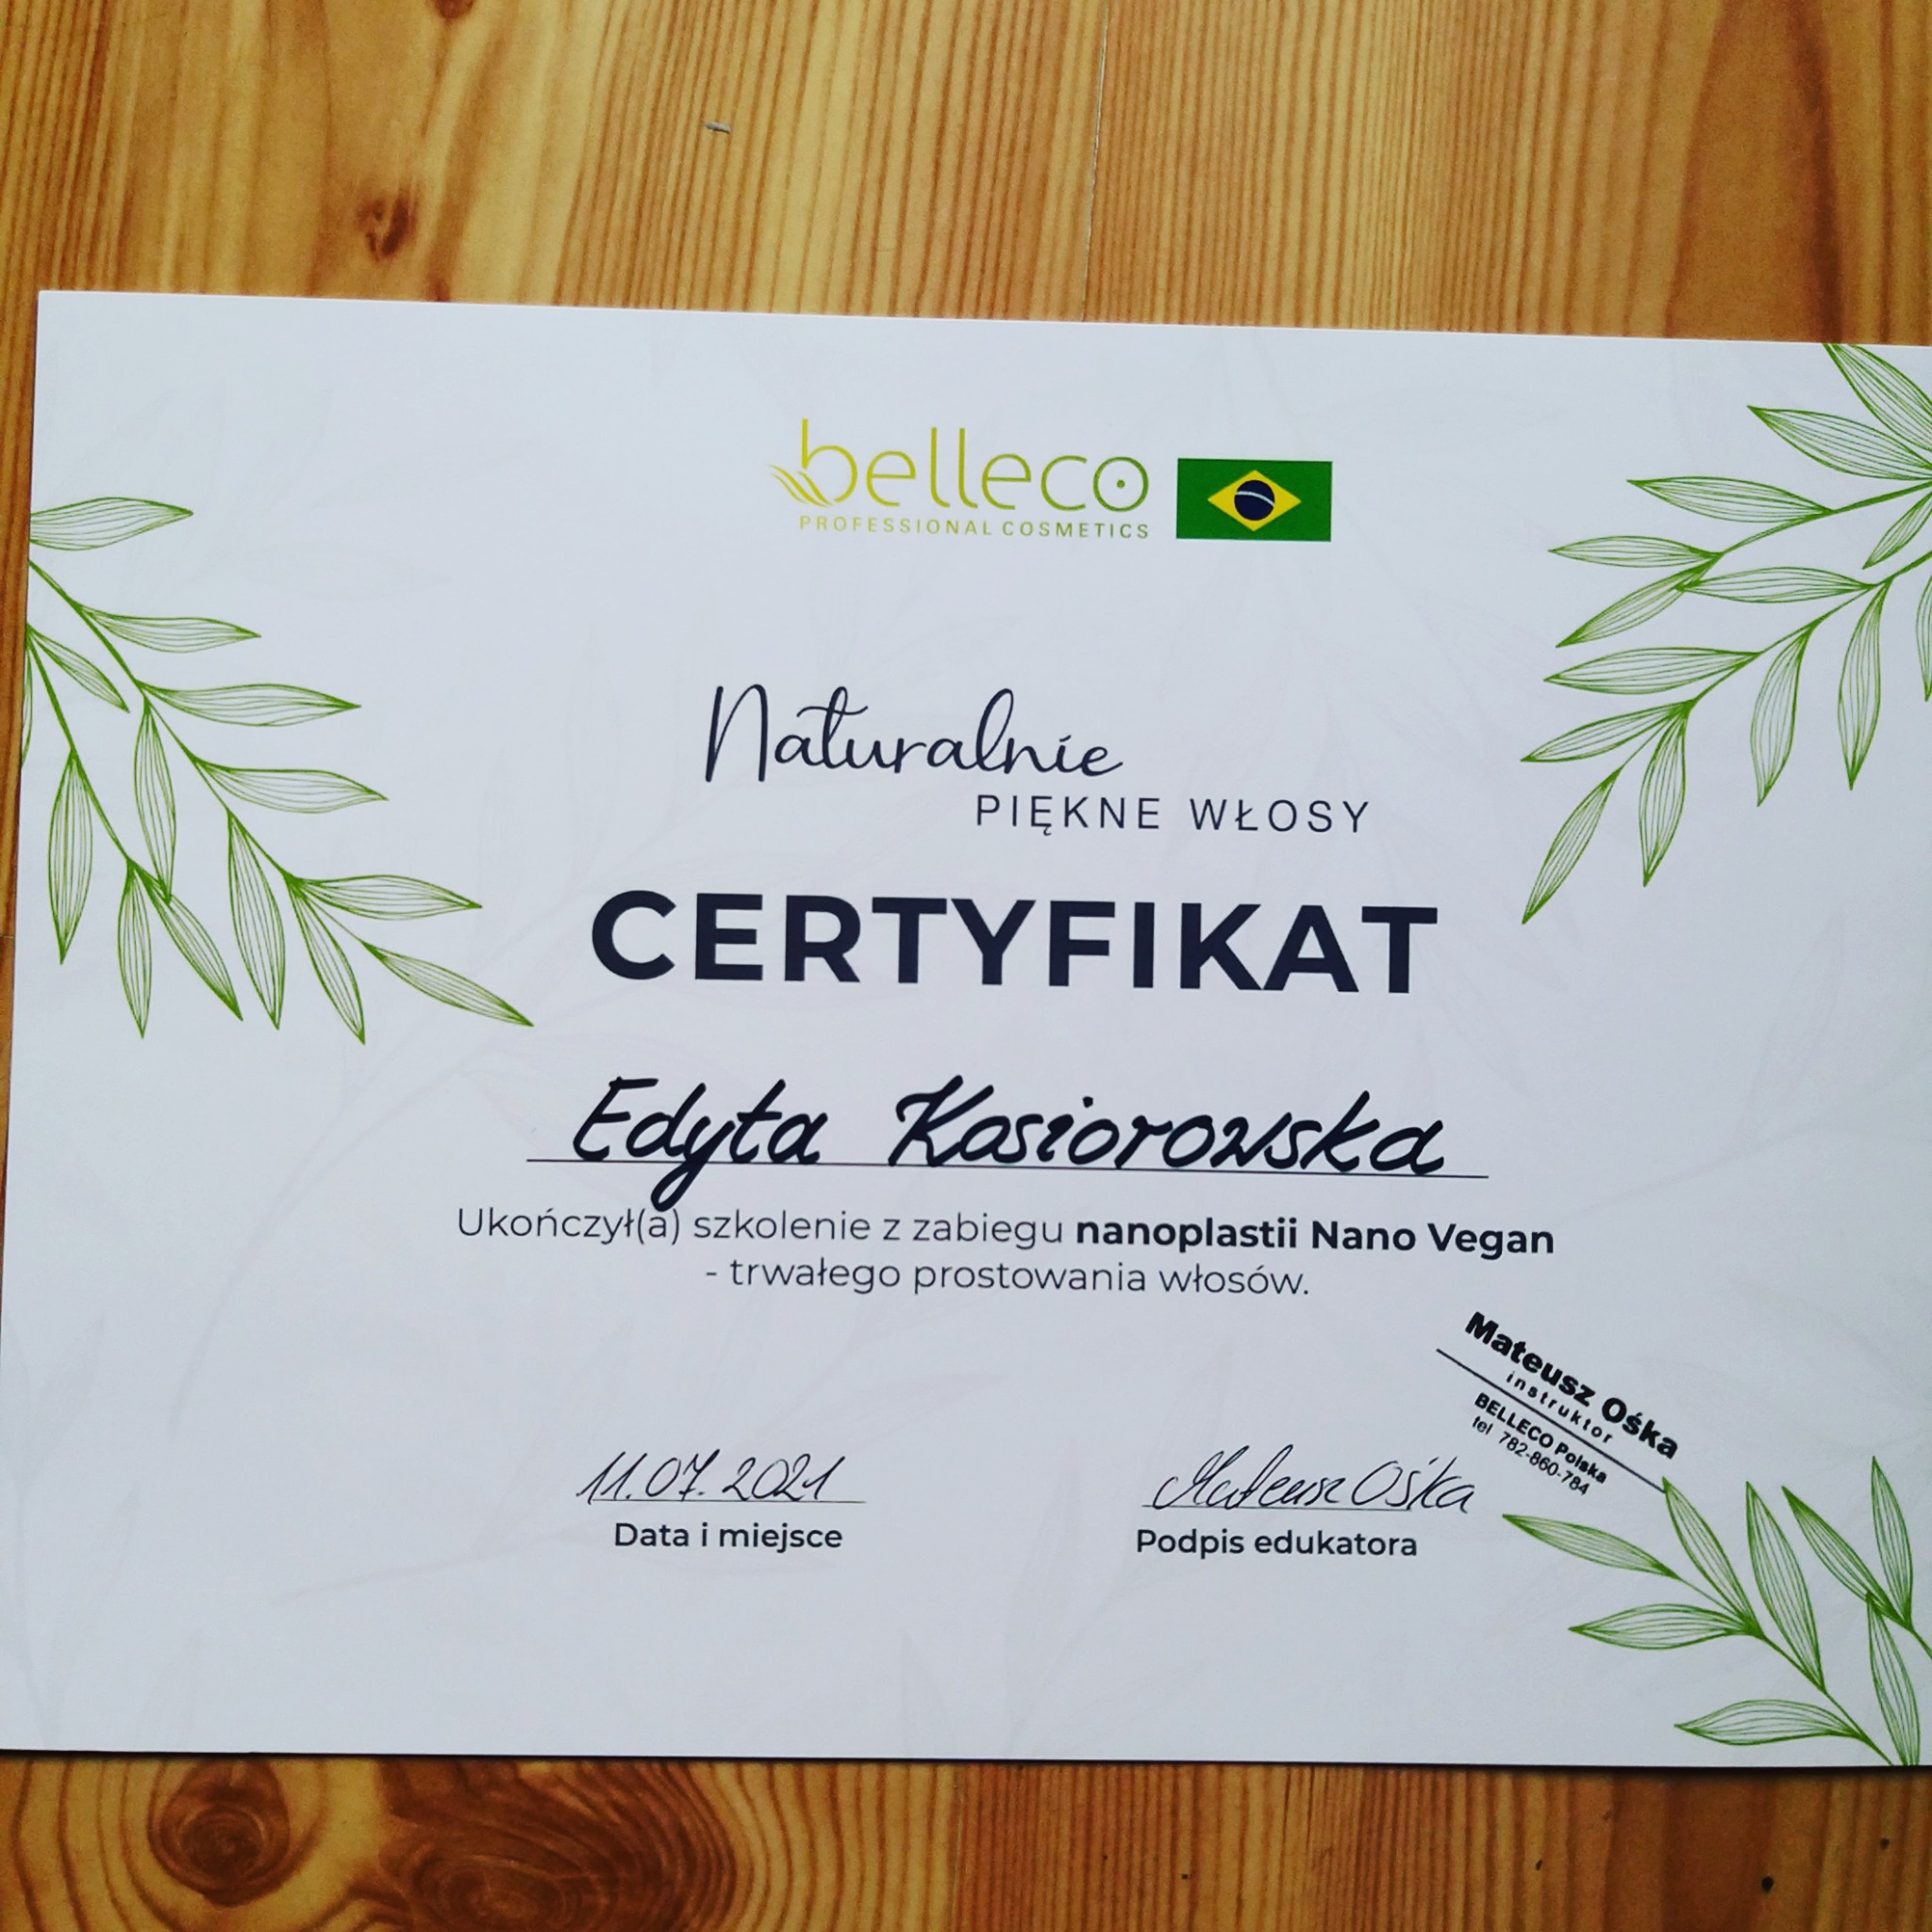 belleco
PROFESSIONAL COSMETICS
Naturalnie
PIĘKNE WŁOSY
CERTYFIKAT
Edyta Kosiorowska
Ukończył(a) szkolenie z zabiegu nanoplastii Nano Vegan
- trwałego prostowania włosów.
Mateusz Ośka
instruktor
BELLECO Polska
tel 782-860-784
11.07.2021
Mateusz Ośka
Data i miejsce
Podpis edukatora